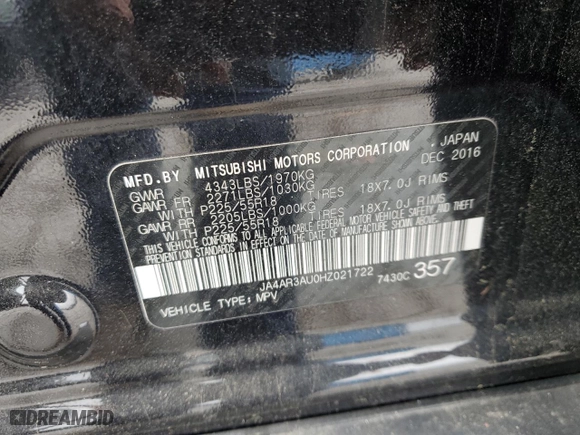 MFD.BY MITSUBISHI MOTORS CORPORATION . JAPAN
GVWR 4343LBS/1970KG DEC 2016
GAWR FR 2271LBS/1030KG
WITH P225/55R18 TIRES 18X7.0J RIMS
GAWR RR 2205LBS/1000KG
WITH P225/55R18 TIRES 18X7.0J RIMS
THIS VEHICLE CONFORMS TO ALL APPLICABLE FEDERAL MOTOR VEHICLE SAFETY, BUMPER, AND THEFT
PREVENTION STANDARDS IN EFFECT ON THE DATE OF MANUFACTURE SHOWN ABOVE.
JA4AR3AU0HZ021722 7430C 357
VEHICLE TYPE: MPV
DREAMBID